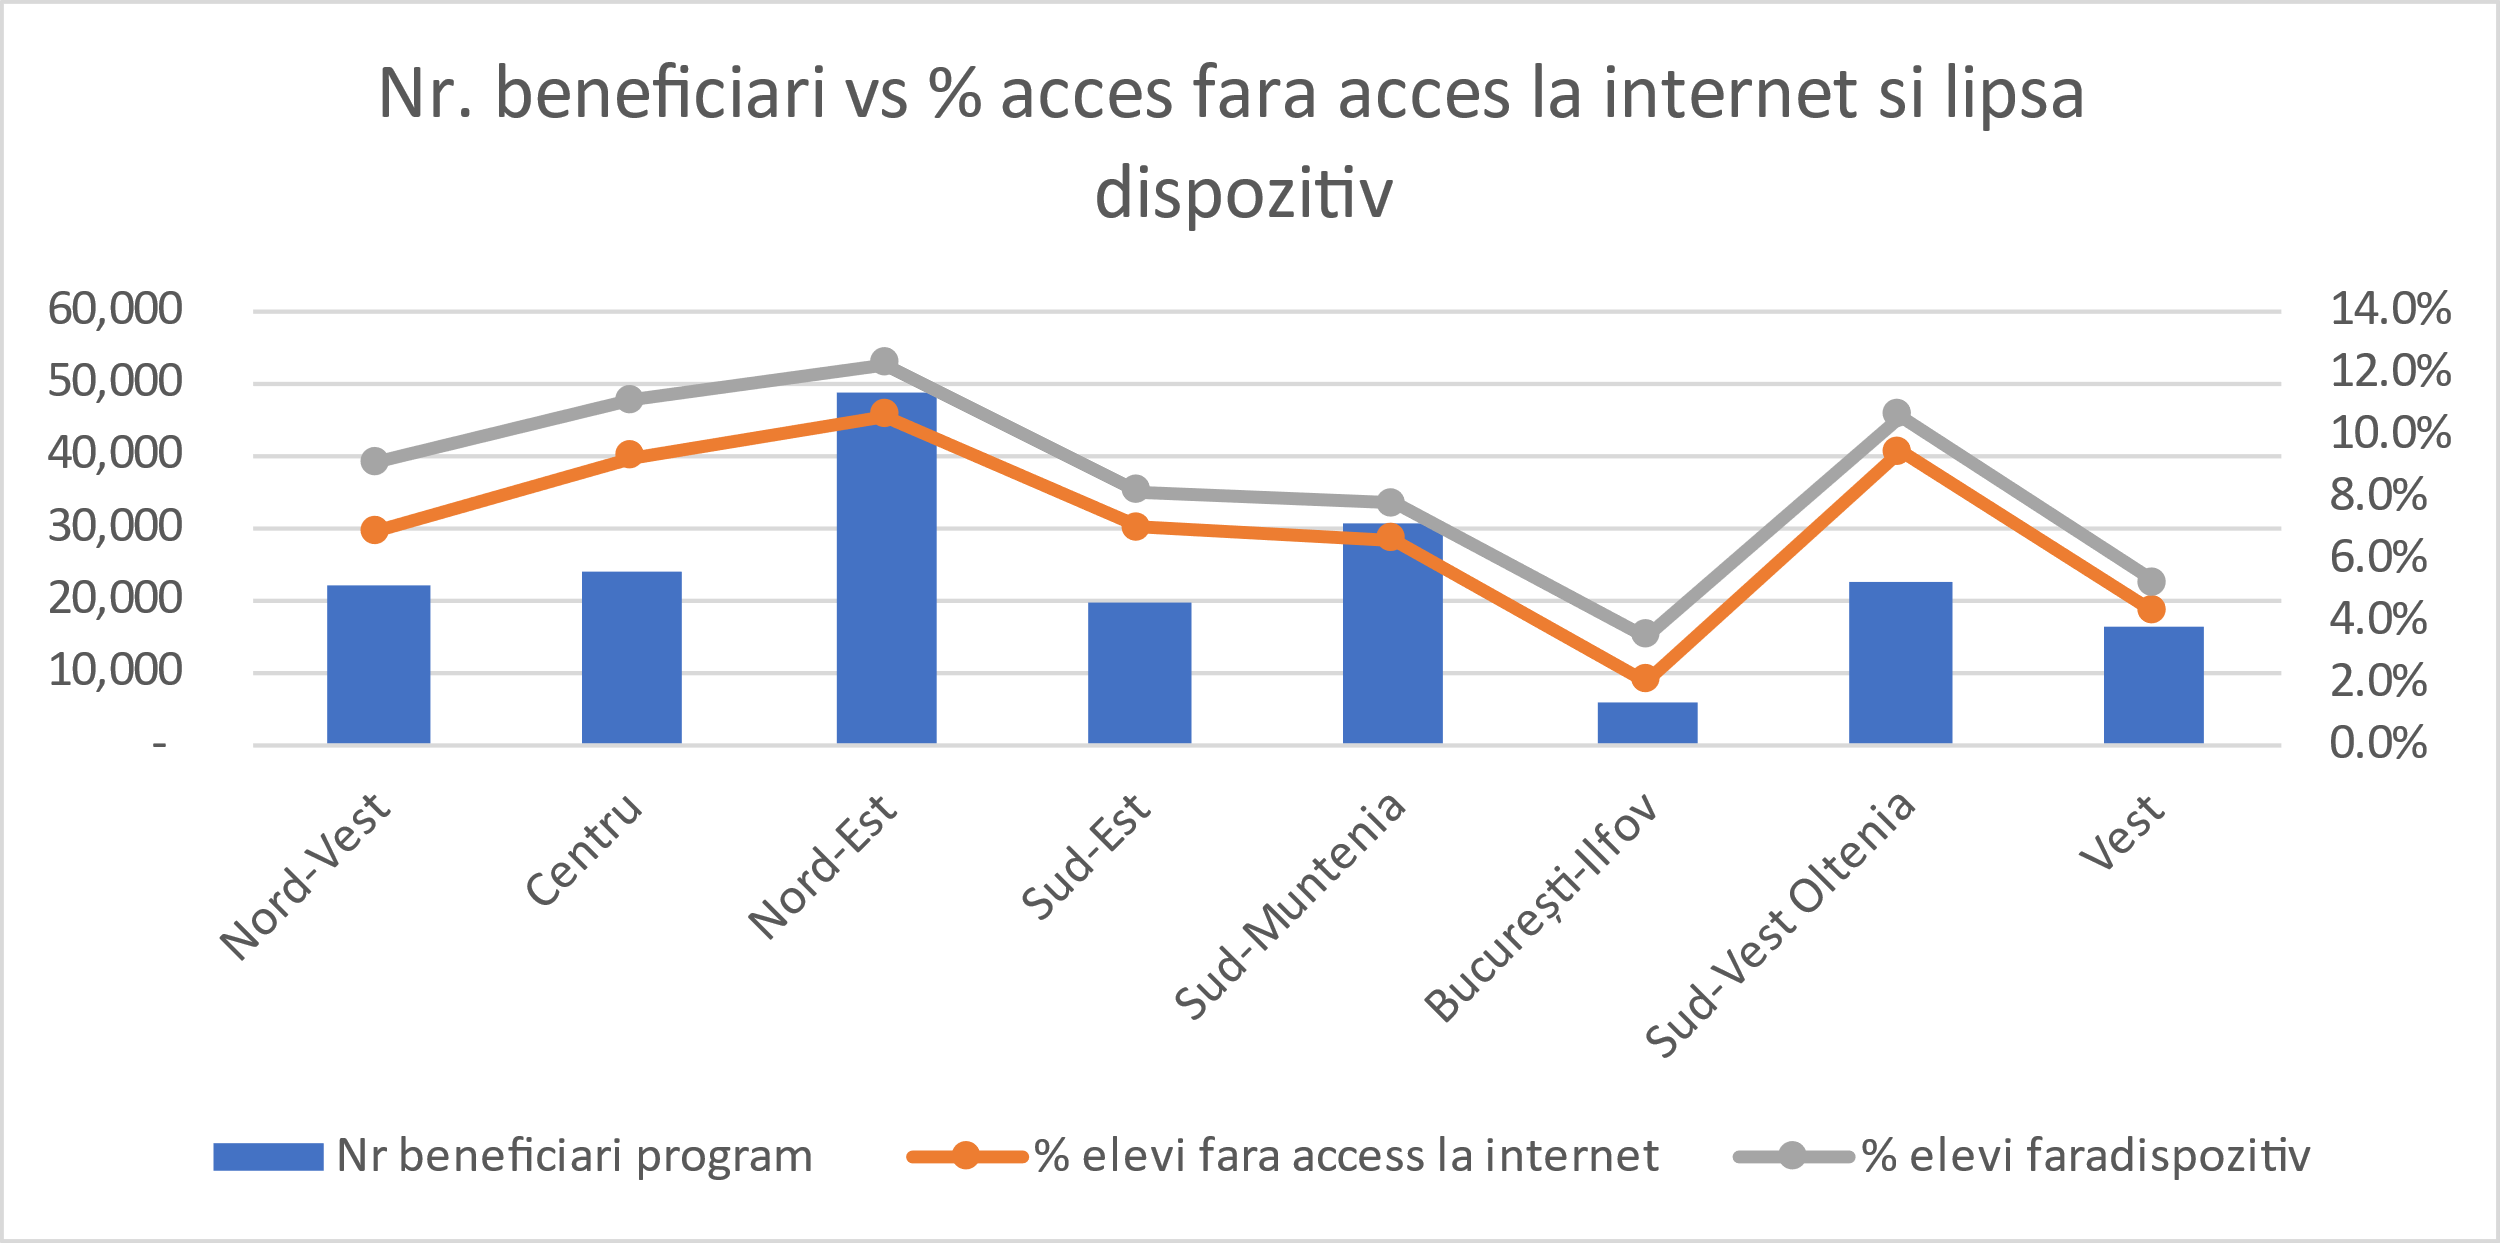 Nr. beneficiari vs % acces fara acces la internet si lipsa
dispozitiv
60,000
50,000
40,000
30,000
20,000
10,000
-
14.0%
12.0%
10.0%
8.0%
6.0%
4.0%
2.0%
0.0%
Nord-Vest
Centru
Nord-Est
Sud-Est
Sud-Muntenia
București-Ilfov
Sud-Vest Oltenia
Vest
Nr beneficiari program
% elevi fara access la internet
% elevi faradispozitiv